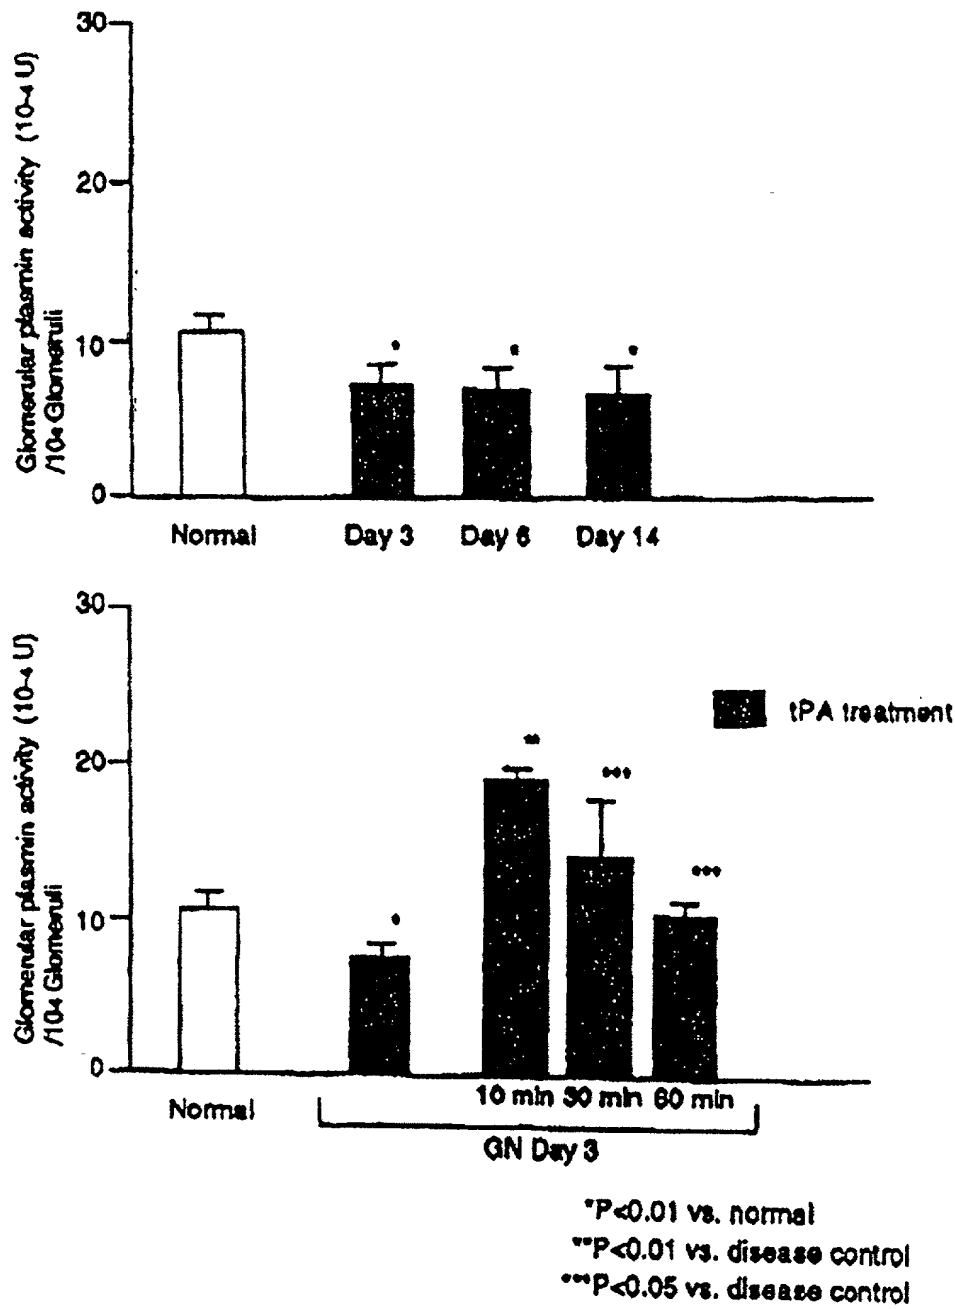 30
20
10
0
Glomerular plasmin activity (10-4 U)
/104 Glomeruli
Normal
Day 3
Day 6
Day 14
30
20
10
0
Glomerular plasmin activity (10-4 U)
/104 Glomeruli
tPA treatment
*
*
*
*
**
***
***
Normal
10 min 30 min 60 min
GN Day 3
*P<0.01 vs. normal
**P<0.01 vs. disease control
***P<0.05 vs. disease control